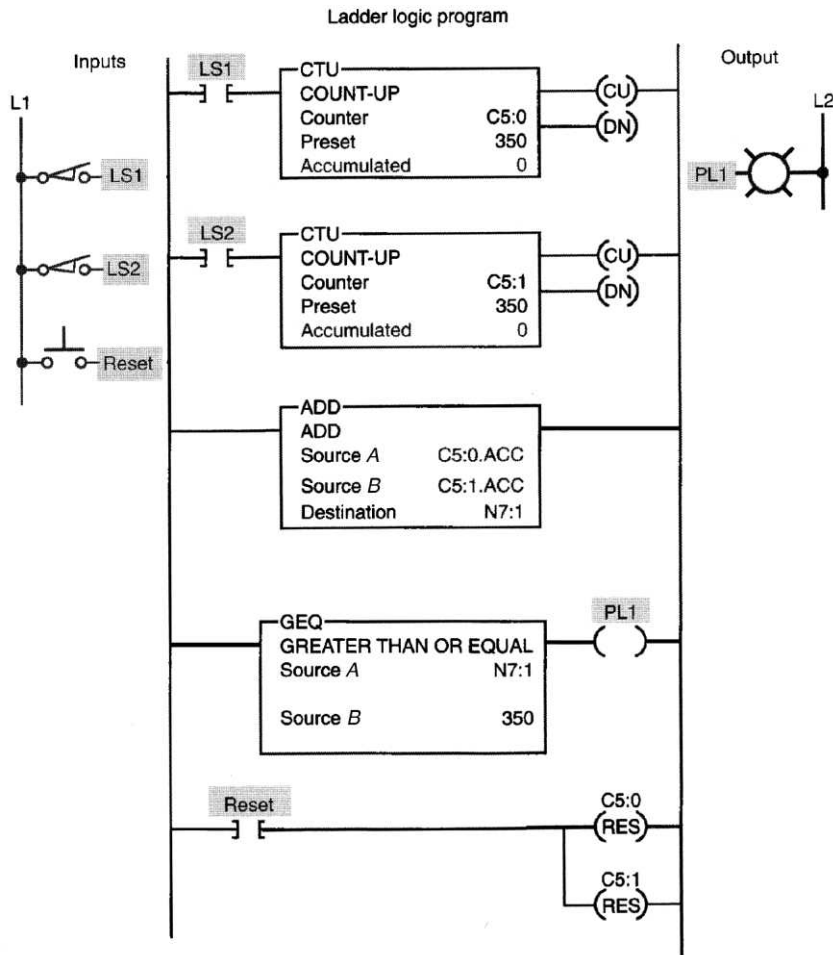 Ladder logic program
Inputs
Output
L1
L2
LS1
LS2
Reset
PL1
LS1
CTU
COUNT-UP
Counter C5:0
Preset 350
Accumulated 0
CU
DN
LS2
CTU
COUNT-UP
Counter C5:1
Preset 350
Accumulated 0
CU
DN
ADD
ADD
Source A C5:0.ACC
Source B C5:1.ACC
Destination N7:1
GEQ
GREATER THAN OR EQUAL
Source A N7:1
Source B 350
PL1
Reset
C5:0
RES
C5:1
RES